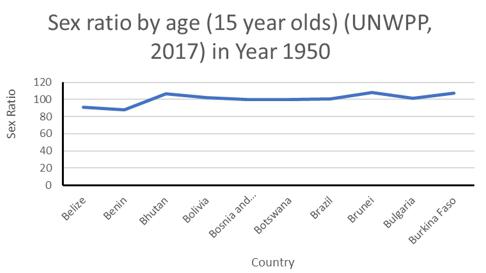 Sex ratio by age (15 year olds) (UNWPP,
2017) in Year 1950
120
100
80
60
40
20
0
Sex Ratio
Belize
Benin
Bhutan
Bolivia
Bosnia and...
Botswana
Brazil
Brunei
Bulgaria
Burkina Faso
Country